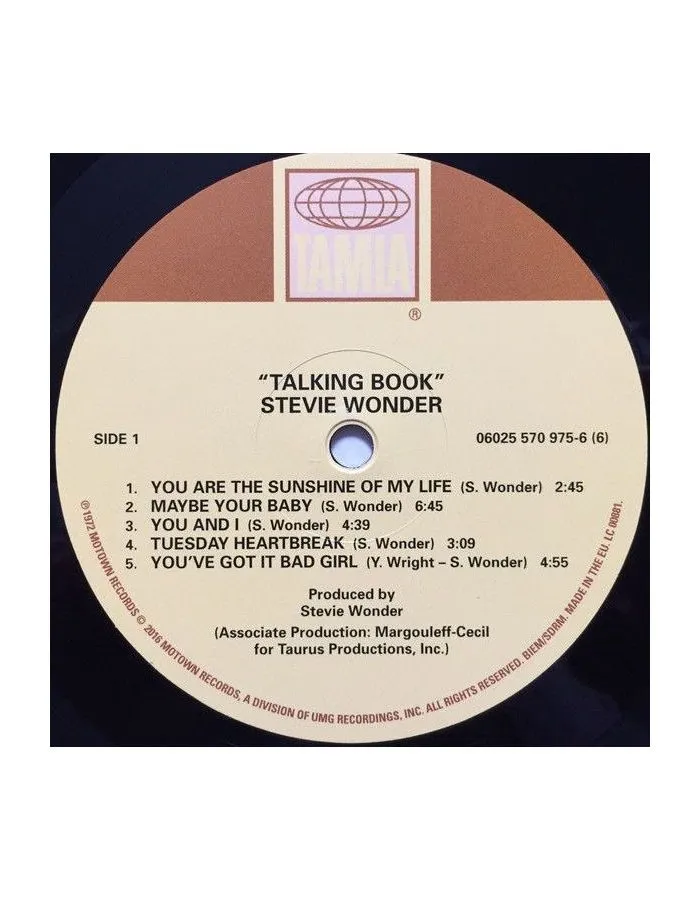 TAMLA
®
“TALKING BOOK”
STEVIE WONDER
SIDE 1
06025 570 975-6 (6)
1. YOU ARE THE SUNSHINE OF MY LIFE (S. Wonder) 2:45
2. MAYBE YOUR BABY (S. Wonder) 6:45
3. YOU AND I (S. Wonder) 4:39
4. TUESDAY HEARTBREAK (S. Wonder) 3:09
5. YOU’VE GOT IT BAD GIRL (Y. Wright – S. Wonder) 4:55
Produced by
Stevie Wonder
(Associate Production: Margouleff-Cecil
for Taurus Productions, Inc.)
℗ 1972 MOTOWN RECORDS © 2016 MOTOWN RECORDS, A DIVISION OF UMG RECORDINGS, INC. ALL RIGHTS RESERVED. BIEM/SDRM. MADE IN THE EU. LC 00881.